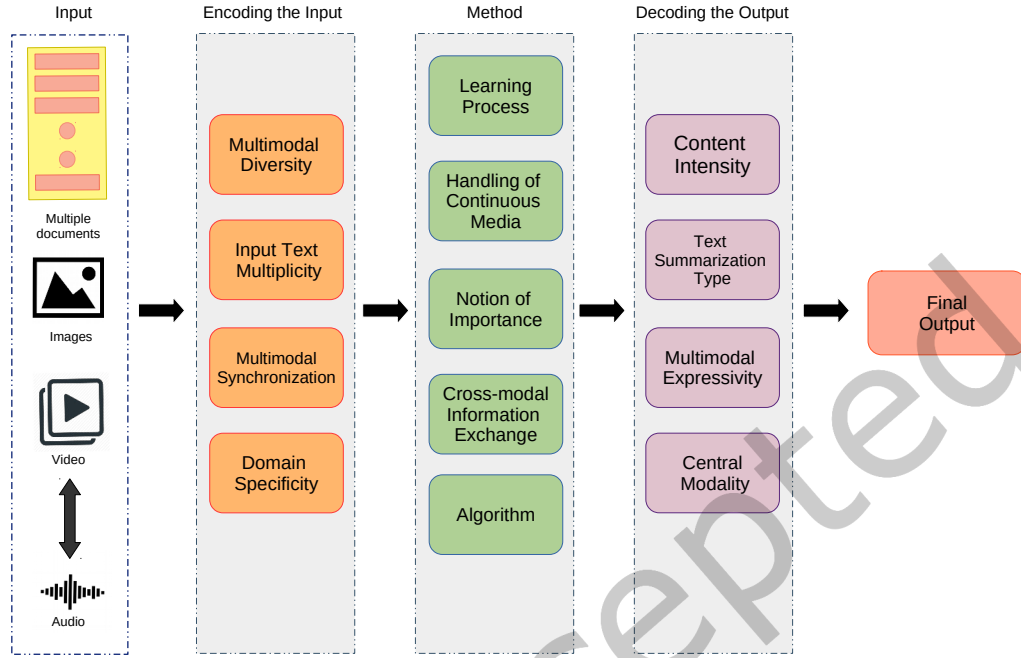 Input
Encoding the Input
Method
Decoding the Output
Multiple
documents
Images
Video
Audio
Multimodal
Diversity
Input Text
Multiplicity
Multimodal
Synchronization
Domain
Specificity
Learning
Process
Handling of
Continuous
Media
Notion of
Importance
Cross-modal
Information
Exchange
Algorithm
Content
Intensity
Text
Summarization
Type
Multimodal
Expressivity
Central
Modality
Final
Output
cepted